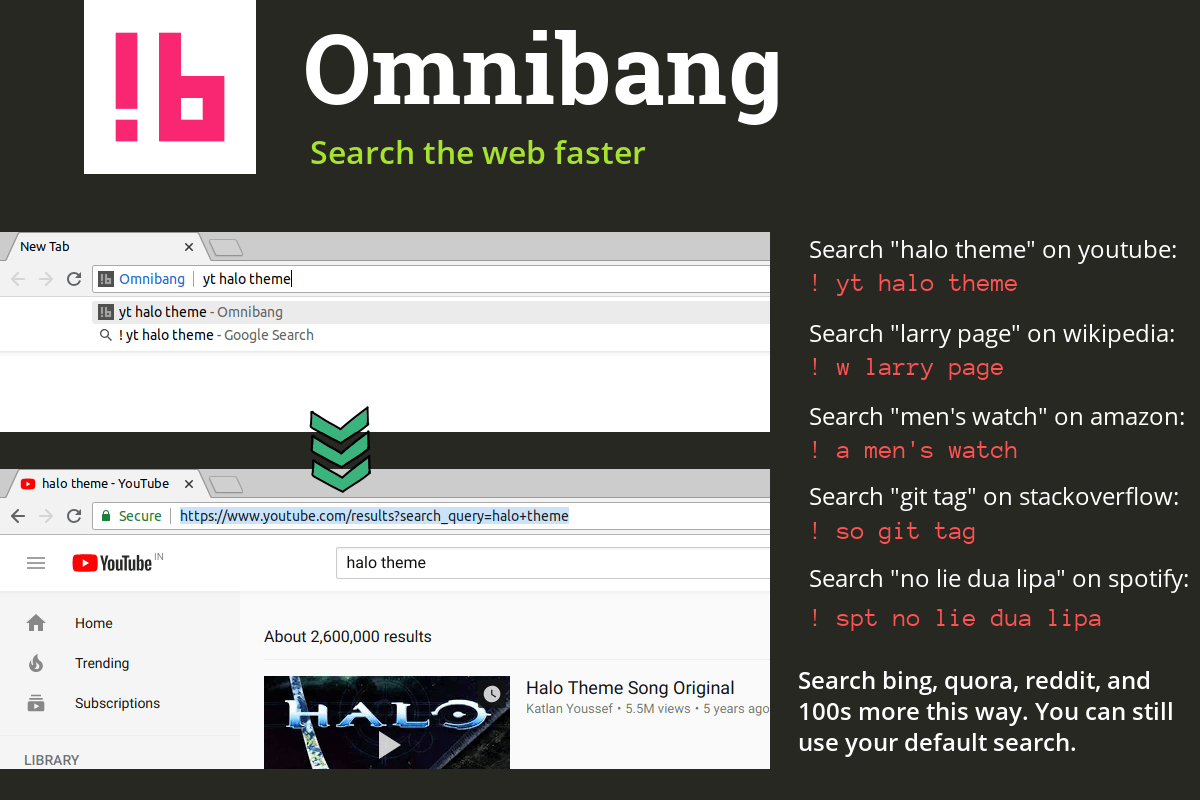 !b
Omnibang
Search the web faster
New Tab
Omnibang yt halo theme
yt halo theme - Omnibang
! yt halo theme - Google Search
halo theme - YouTube
Secure https://www.youtube.com/results?search_query=halo+theme
YouTube IN halo theme
Home
Trending
Subscriptions
LIBRARY
About 2,600,000 results
HALO
Halo Theme Song Original
Katlan Youssef • 5.5M views • 5 years ago
Search "halo theme" on youtube:
! yt halo theme
Search "larry page" on wikipedia:
! w larry page
Search "men's watch" on amazon:
! a men's watch
Search "git tag" on stackoverflow:
! so git tag
Search "no lie dua lipa" on spotify:
! spt no lie dua lipa
Search bing, quora, reddit, and
100s more this way. You can still
use your default search.